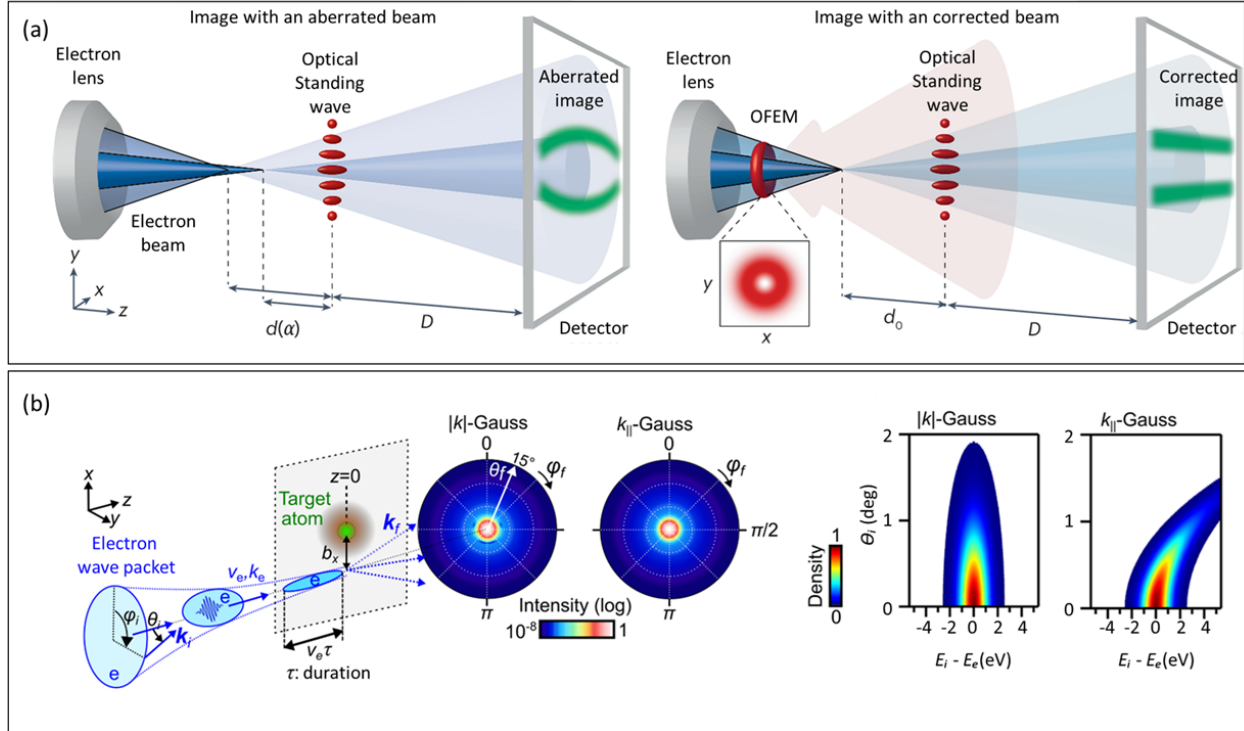 (a)
Image with an aberrated beam
Electron
lens
Optical
Standing
wave
Aberrated
image
Electron
beam
y
x
z
d(α)
D
Detector
Image with an corrected beam
Electron
lens
OFEM
Optical
Standing
wave
Corrected
image
y
x
d₀
D
Detector
(b)
x
z
y
Electron
wave packet
φᵢ
θᵢ
kᵢ
e
e
vₑ,kₑ
e
z=0
Target
atom
bₓ
k_f
vₑτ
τ: duration
|k|-Gauss
0
15°
θ_f
φ_f
π
k||-Gauss
0
φ_f
π/2
π
Intensity (log)
10⁻⁸ 1
1
0
Density
|k|-Gauss
2
1
0
Θᵢ (deg)
-4 -2 0 2 4
Eᵢ - Eₑ(eV)
k||-Gauss
2
1
0
-4 -2 0 2 4
Eᵢ - Eₑ(eV)